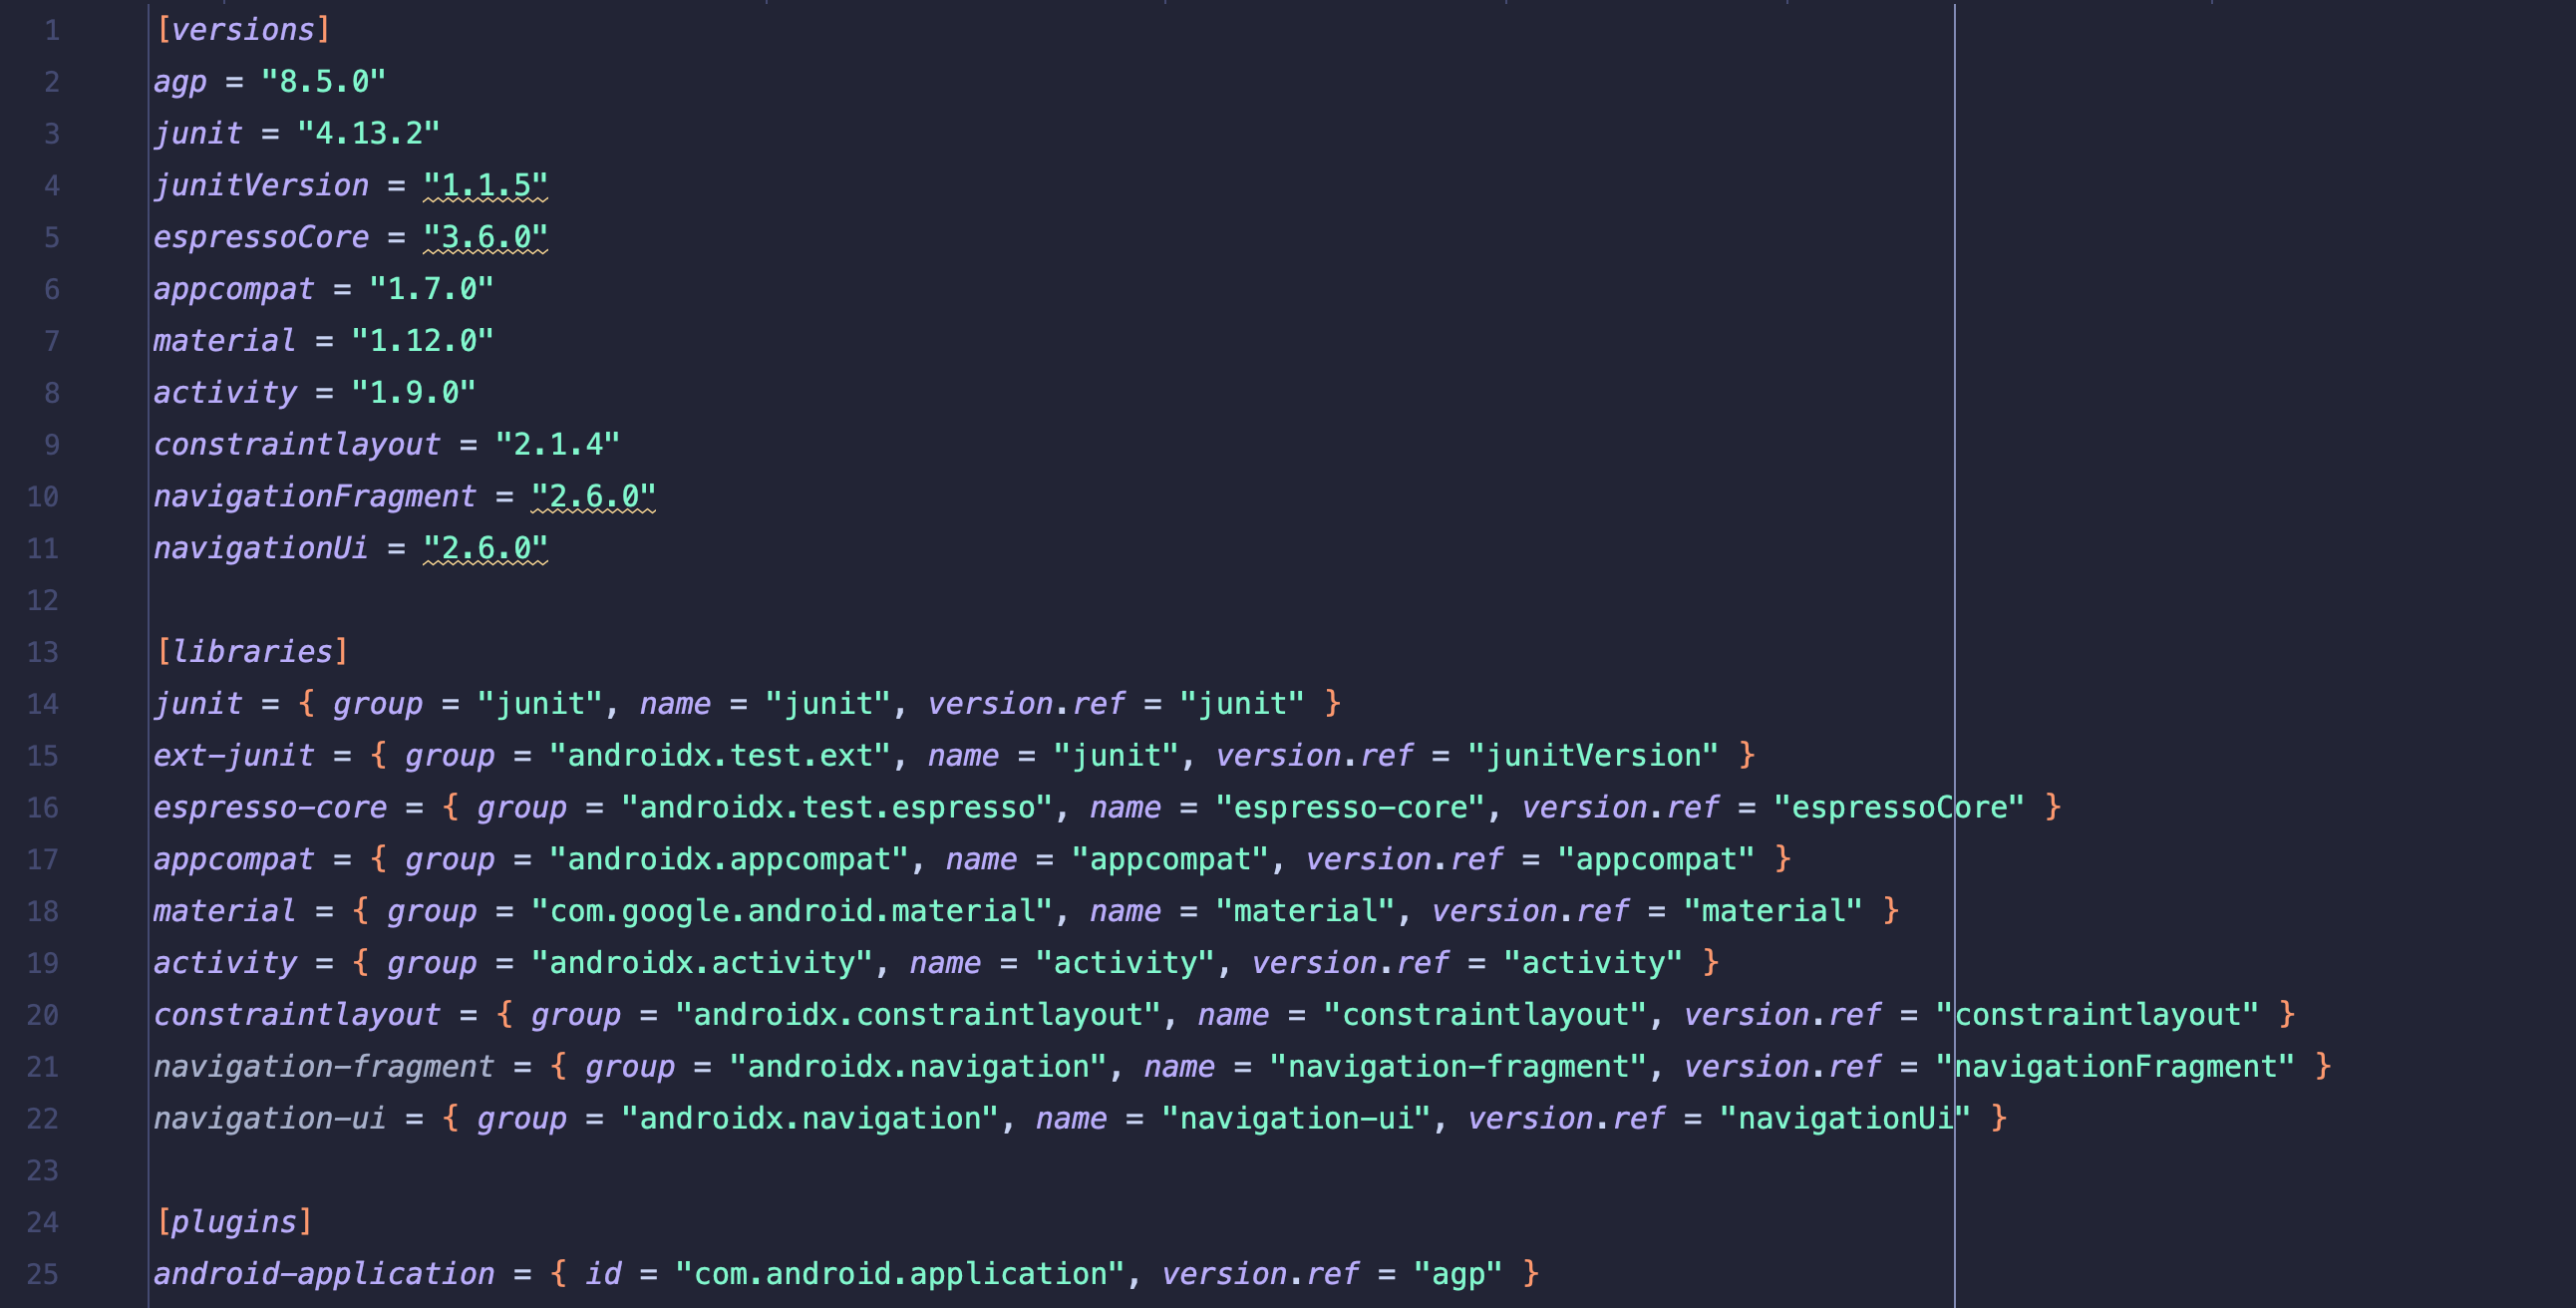 1 [versions]
2 agp = "8.5.0"
3 junit = "4.13.2"
4 junitVersion = "1.1.5"
5 espressoCore = "3.6.0"
6 appcompat = "1.7.0"
7 material = "1.12.0"
8 activity = "1.9.0"
9 constraintlayout = "2.1.4"
10 navigationFragment = "2.6.0"
11 navigationUi = "2.6.0"
12
13 [libraries]
14 junit = { group = "junit", name = "junit", version.ref = "junit" }
15 ext-junit = { group = "androidx.test.ext", name = "junit", version.ref = "junitVersion" }
16 espresso-core = { group = "androidx.test.espresso", name = "espresso-core", version.ref = "espressoCore" }
17 appcompat = { group = "androidx.appcompat", name = "appcompat", version.ref = "appcompat" }
18 material = { group = "com.google.android.material", name = "material", version.ref = "material" }
19 activity = { group = "androidx.activity", name = "activity", version.ref = "activity" }
20 constraintlayout = { group = "androidx.constraintlayout", name = "constraintlayout", version.ref = "constraintlayout" }
21 navigation-fragment = { group = "androidx.navigation", name = "navigation-fragment", version.ref = "navigationFragment" }
22 navigation-ui = { group = "androidx.navigation", name = "navigation-ui", version.ref = "navigationUi" }
23
24 [plugins]
25 android-application = { id = "com.android.application", version.ref = "agp" }